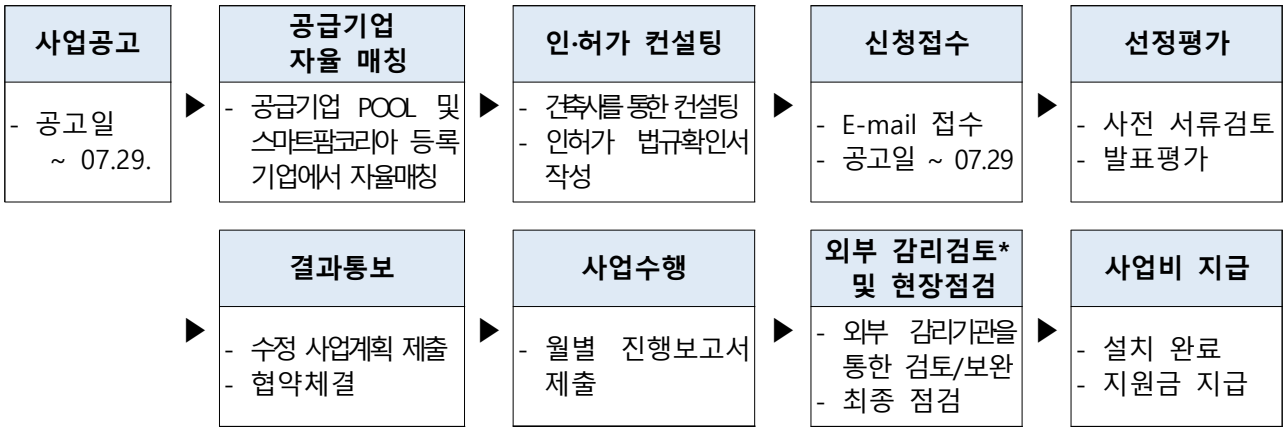 사업공고
- 공고일
~ 07.29.
▶
공급기업
자율 매칭
- 공급기업 POOL 및
스마트팜코리아 등록
기업에서 자율매칭
▶
인·허가 컨설팅
- 건축사를 통한 컨설팅
- 인허가 법규확인서
작성
▶
신청접수
- E-mail 접수
- 공고일 ~ 07.29
▶
선정평가
- 사전 서류검토
- 발표평가
▶
결과통보
- 수정 사업계획 제출
- 협약체결
▶
사업수행
- 월별 진행보고서
제출
▶
외부 감리검토*
및 현장점검
- 외부 감리기관을
통한 검토/보완
- 최종 점검
▶
사업비 지급
- 설치 완료
- 지원금 지급